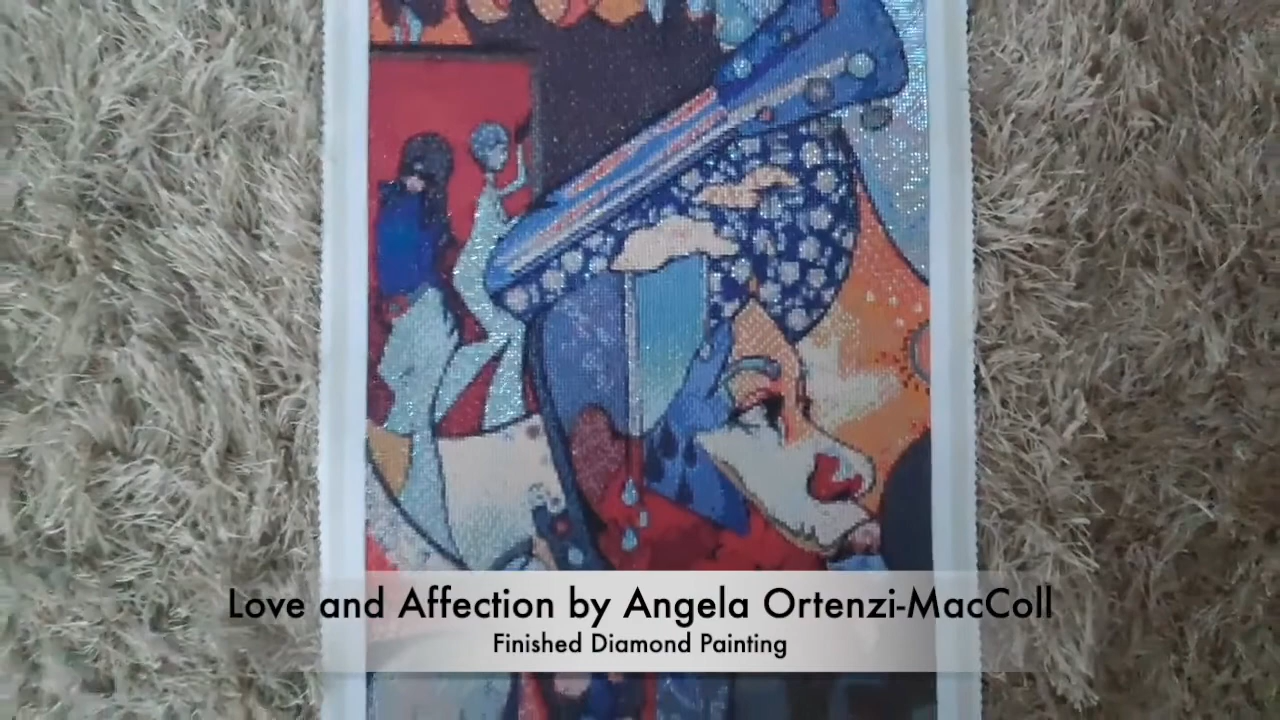 Love and Affection by Angela Ortenzi-MacColl
Finished Diamond Painting